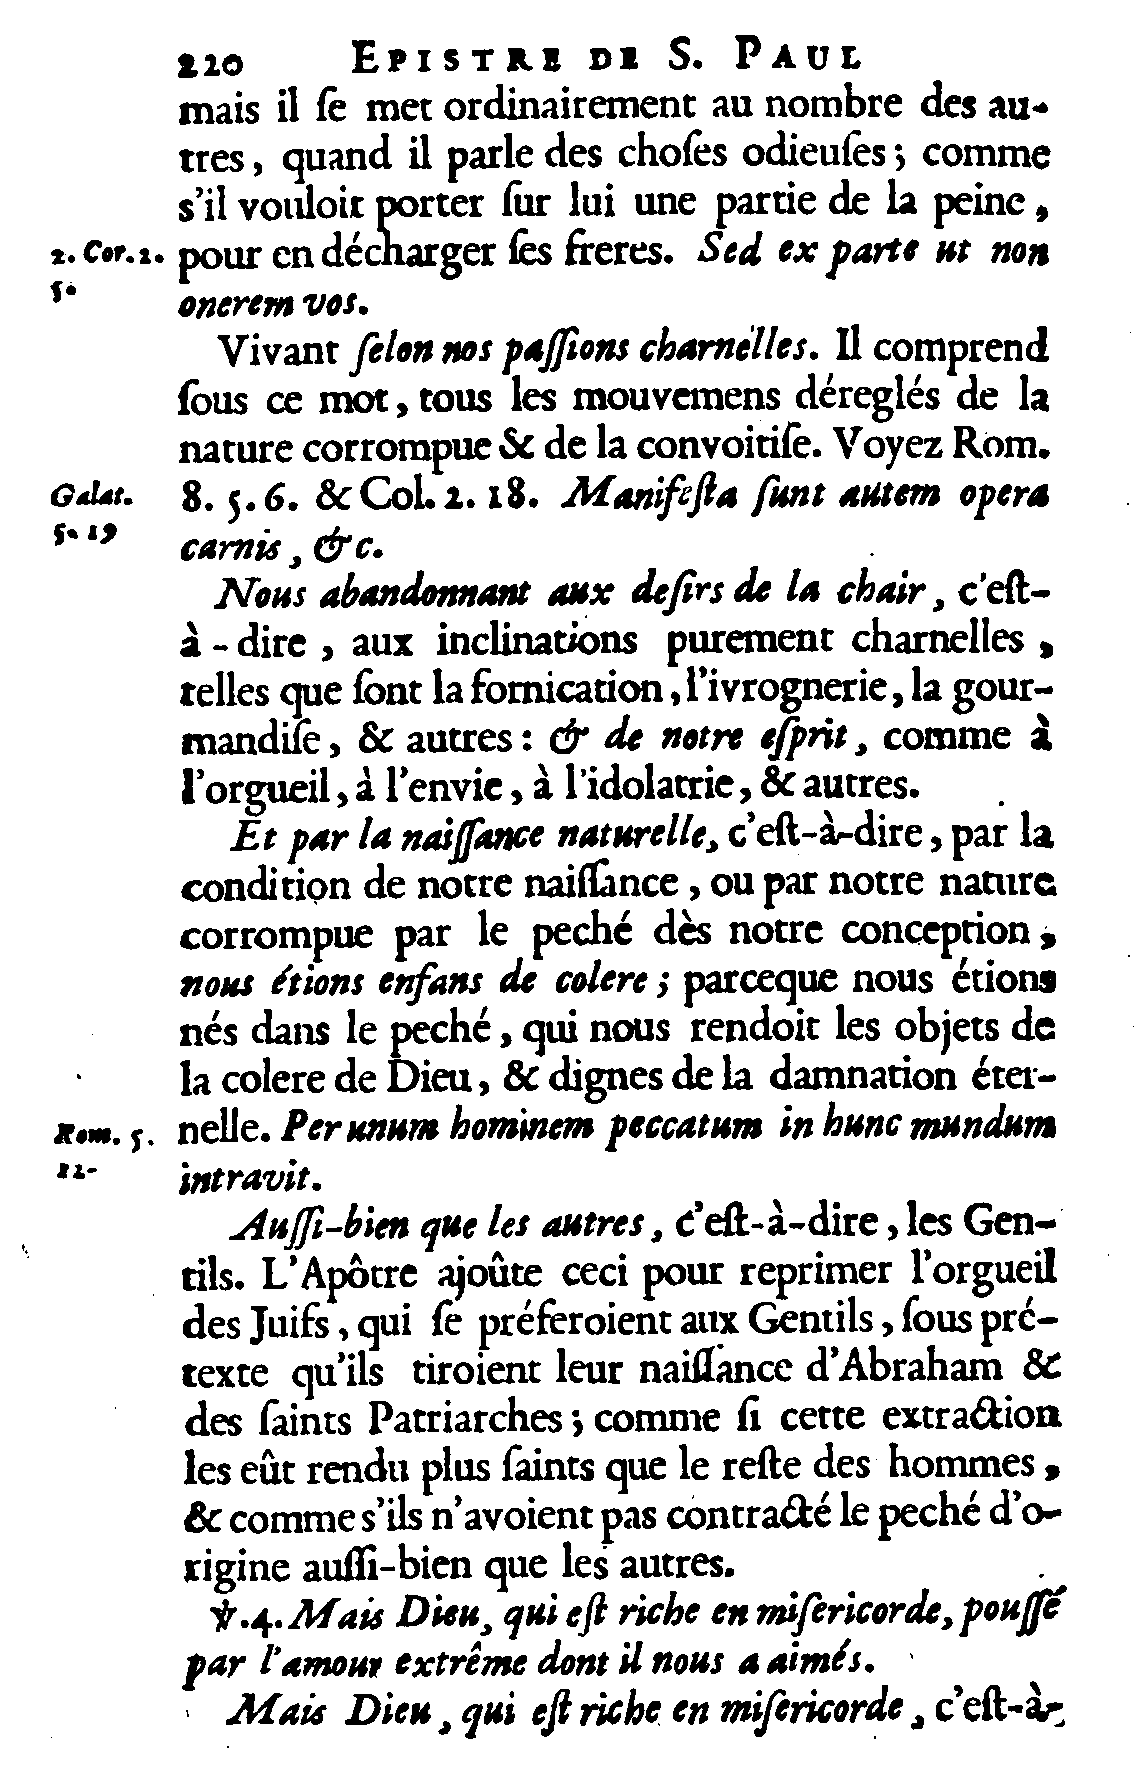 220 EPISTRE DE S. PAUL
mais il ſe met ordinairement au nombre des au-
tres, quand il parle des choſes odieuſes; comme
s'il vouloit porter ſur lui une partie de la peine,
2. Cor. 2. pour en décharger ſes freres. Sed ex parte ut non
5. onerem vos.
Vivant ſelon nos paſſions charnelles. Il comprend
ſous ce mot, tous les mouvemens déreglés de la
nature corrompue & de la convoitiſe. Voyez Rom.
Galat. 8. 5. 6. & Col. 2. 18. Manifeſta ſunt autem opera
5. 19 carnis, &c.
Nous abandonnant aux deſirs de la chair, c'eſt-
à-dire, aux inclinations purement charnelles,
telles que ſont la fornication, l'ivrognerie, la gour-
mandiſe, & autres: & de notre eſprit, comme à
l'orgueil, à l'envie, à l'idolatrie, & autres.
Et par la naiſſance naturelle, c'eſt-à-dire, par la
condition de notre naiſſance, ou par notre nature
corrompue par le peché dès notre conception,
nous étions enfans de colere; parceque nous étions
nés dans le peché, qui nous rendoit les objets de
la colere de Dieu, & dignes de la damnation éter-
Rom. 5. nelle. Per unum hominem peccatum in hunc mundum
12- intravit.
Auſſi-bien que les autres, c'eſt-à-dire, les Gen-
tils. L'Apôtre ajoûte ceci pour reprimer l'orgueil
des Juifs, qui ſe préferoient aux Gentils, ſous pré-
texte qu'ils tiroient leur naiſſance d'Abraham &
des ſaints Patriarches; comme ſi cette extraction
les eût rendu plus ſaints que le reſte des hommes,
& comme s'ils n'avoient pas contracté le peché d'o-
rigine auſſi-bien que les autres.
℣.4. Mais Dieu, qui eſt riche en miſericorde, pouſſé
par l'amour extrême dont il nous a aimés.
Mais Dieu, qui eſt riche en miſericorde, c'eſt-à-